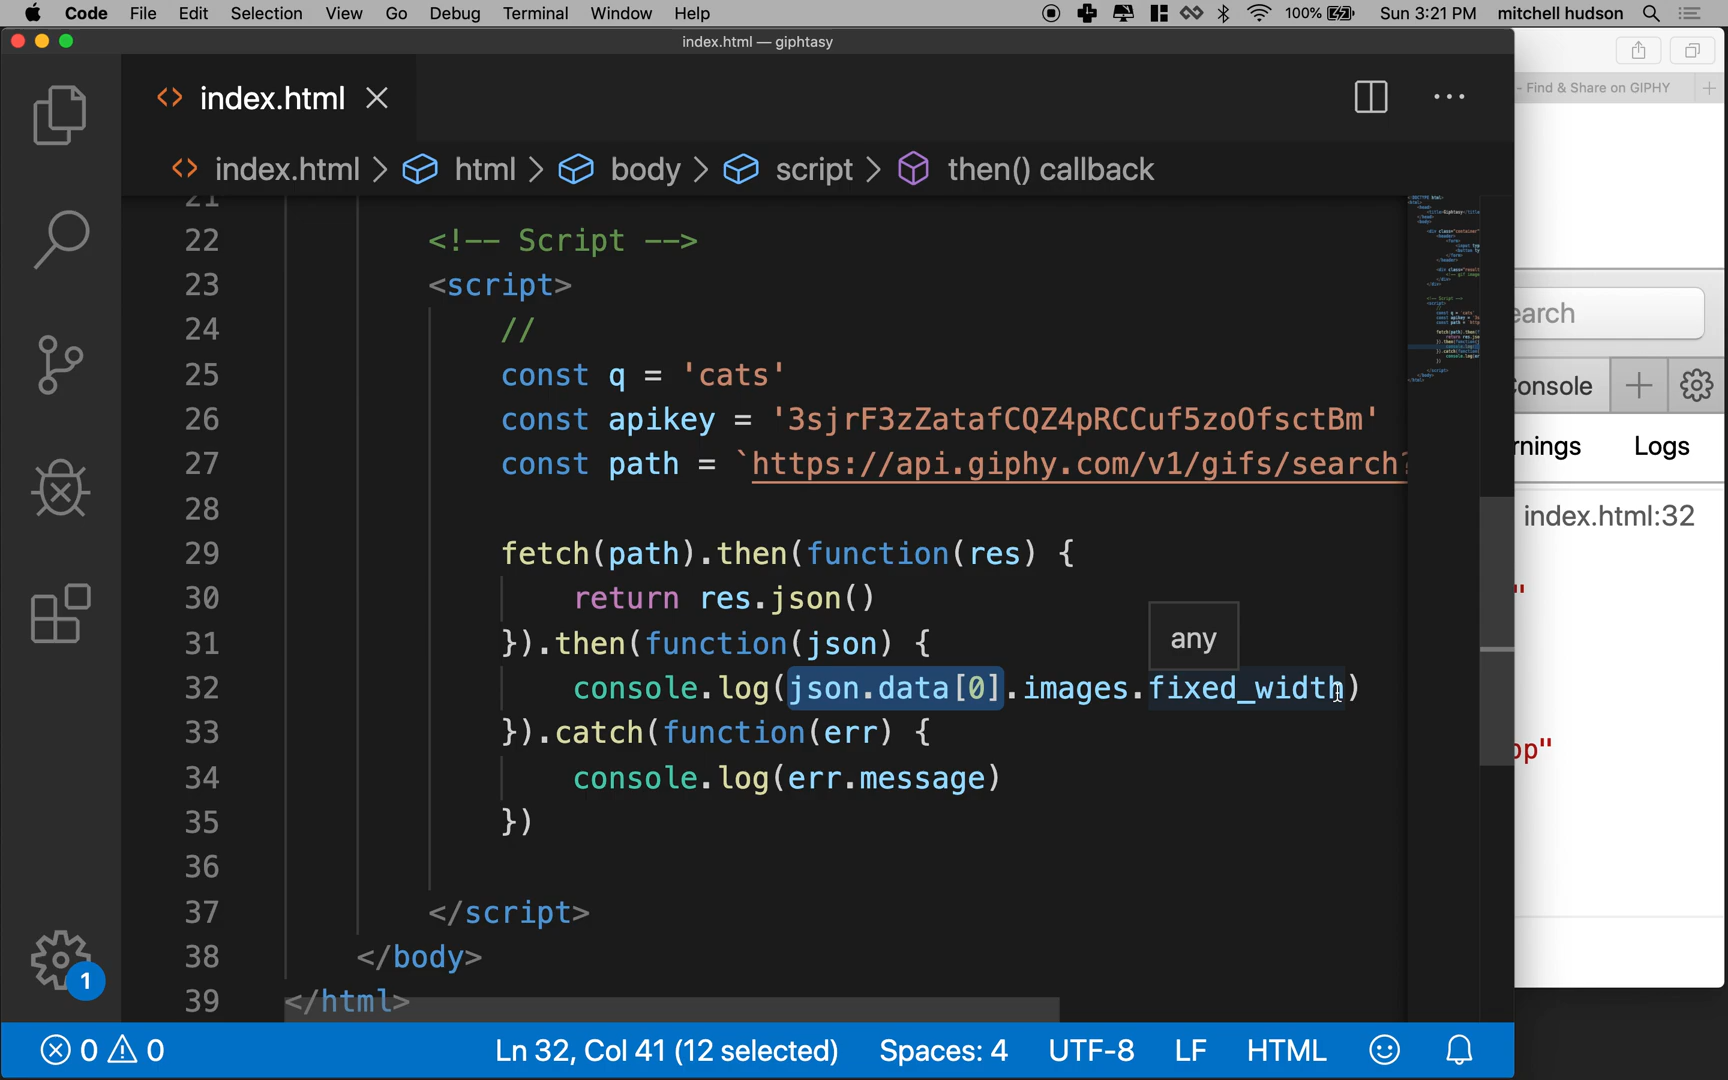 Code File Edit Selection View Go Debug Terminal Window Help 100% Sun 3:21 PM mitchell hudson
index.html — giphtasy
index.html
- Find & Share on GIPHY
index.html html body script then() callback
21
22 <!-- Script -->
23 <script>
24 //
25 const q = 'cats'
26 const apikey = '3sjrF3zZatafCQZ4pRCCuf5zoOfsctBm'
27 const path = `https://api.giphy.com/v1/gifs/search?
28
29 fetch(path).then(function(res) {
30 return res.json()
31 }).then(function(json) {
any
32 console.log(json.data[0].images.fixed_width)
33 }).catch(function(err) {
34 console.log(err.message)
35 })
36
37 </script>
38 </body>
39 </html>
earch
Console
rnings Logs
index.html:32
"
op"
1
0 0 Ln 32, Col 41 (12 selected) Spaces: 4 UTF-8 LF HTML